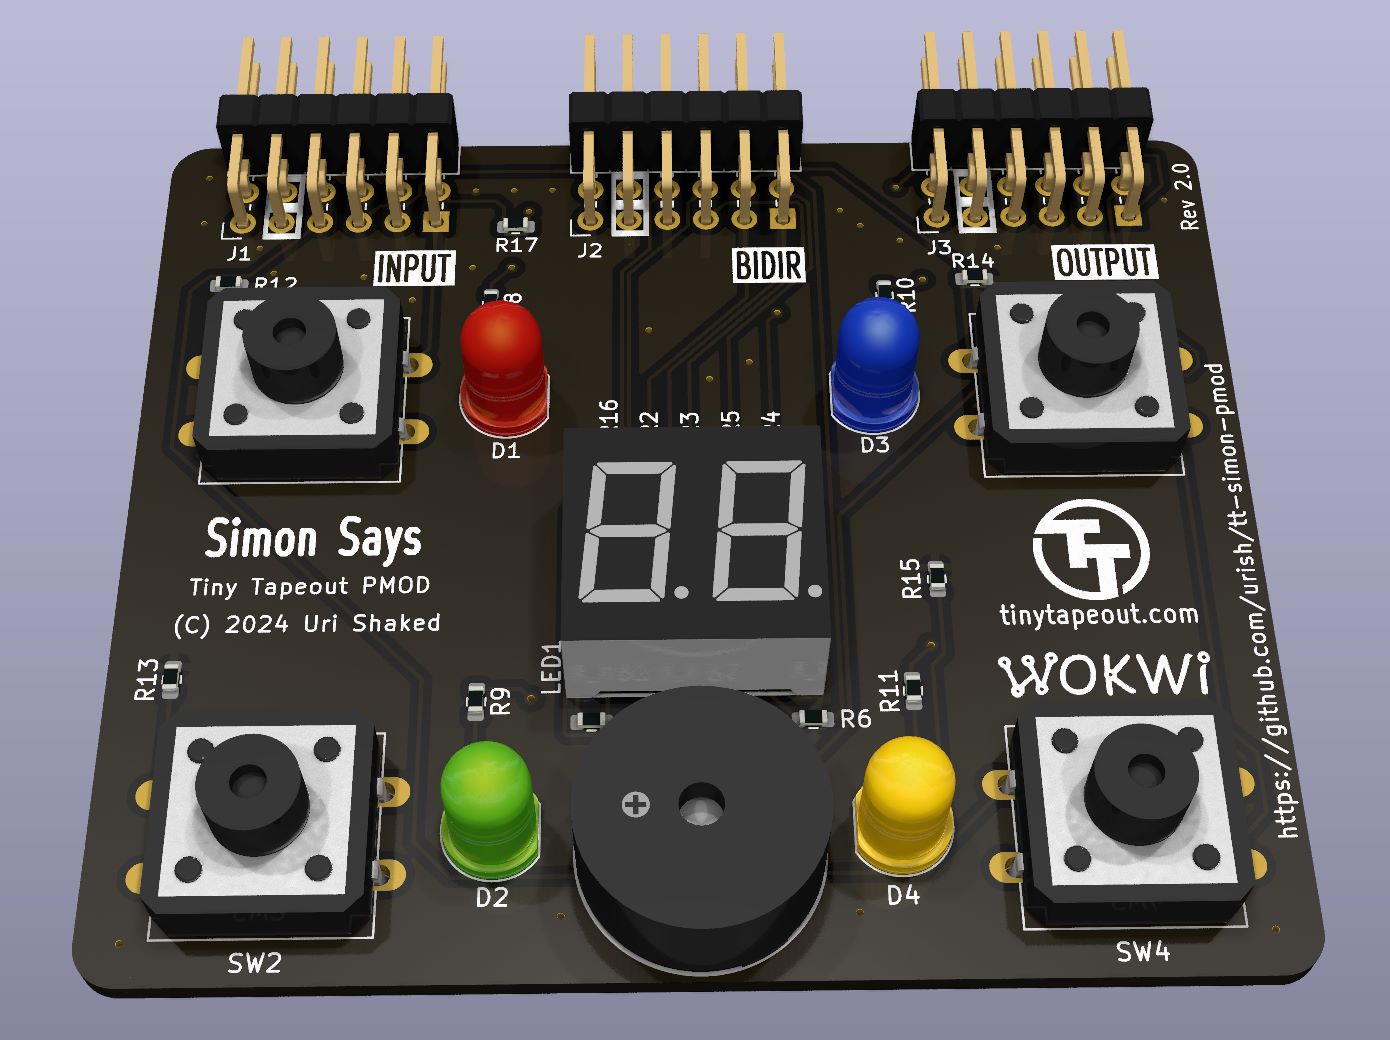 Rev 2.0
J1
R17
J2
J3
R14
INPUT
BIDIR
OUTPUT
R12
R10
D1
D3
Simon Says
Tiny Tapeout PMOD
(C) 2024 Uri Shaked
R15
TT
tinytapeout.com
WOKWi
https://github.com/urish/tt-simon-pmod
LED1
R13
R9
R11
R6
D2
D4
SW2
SW4